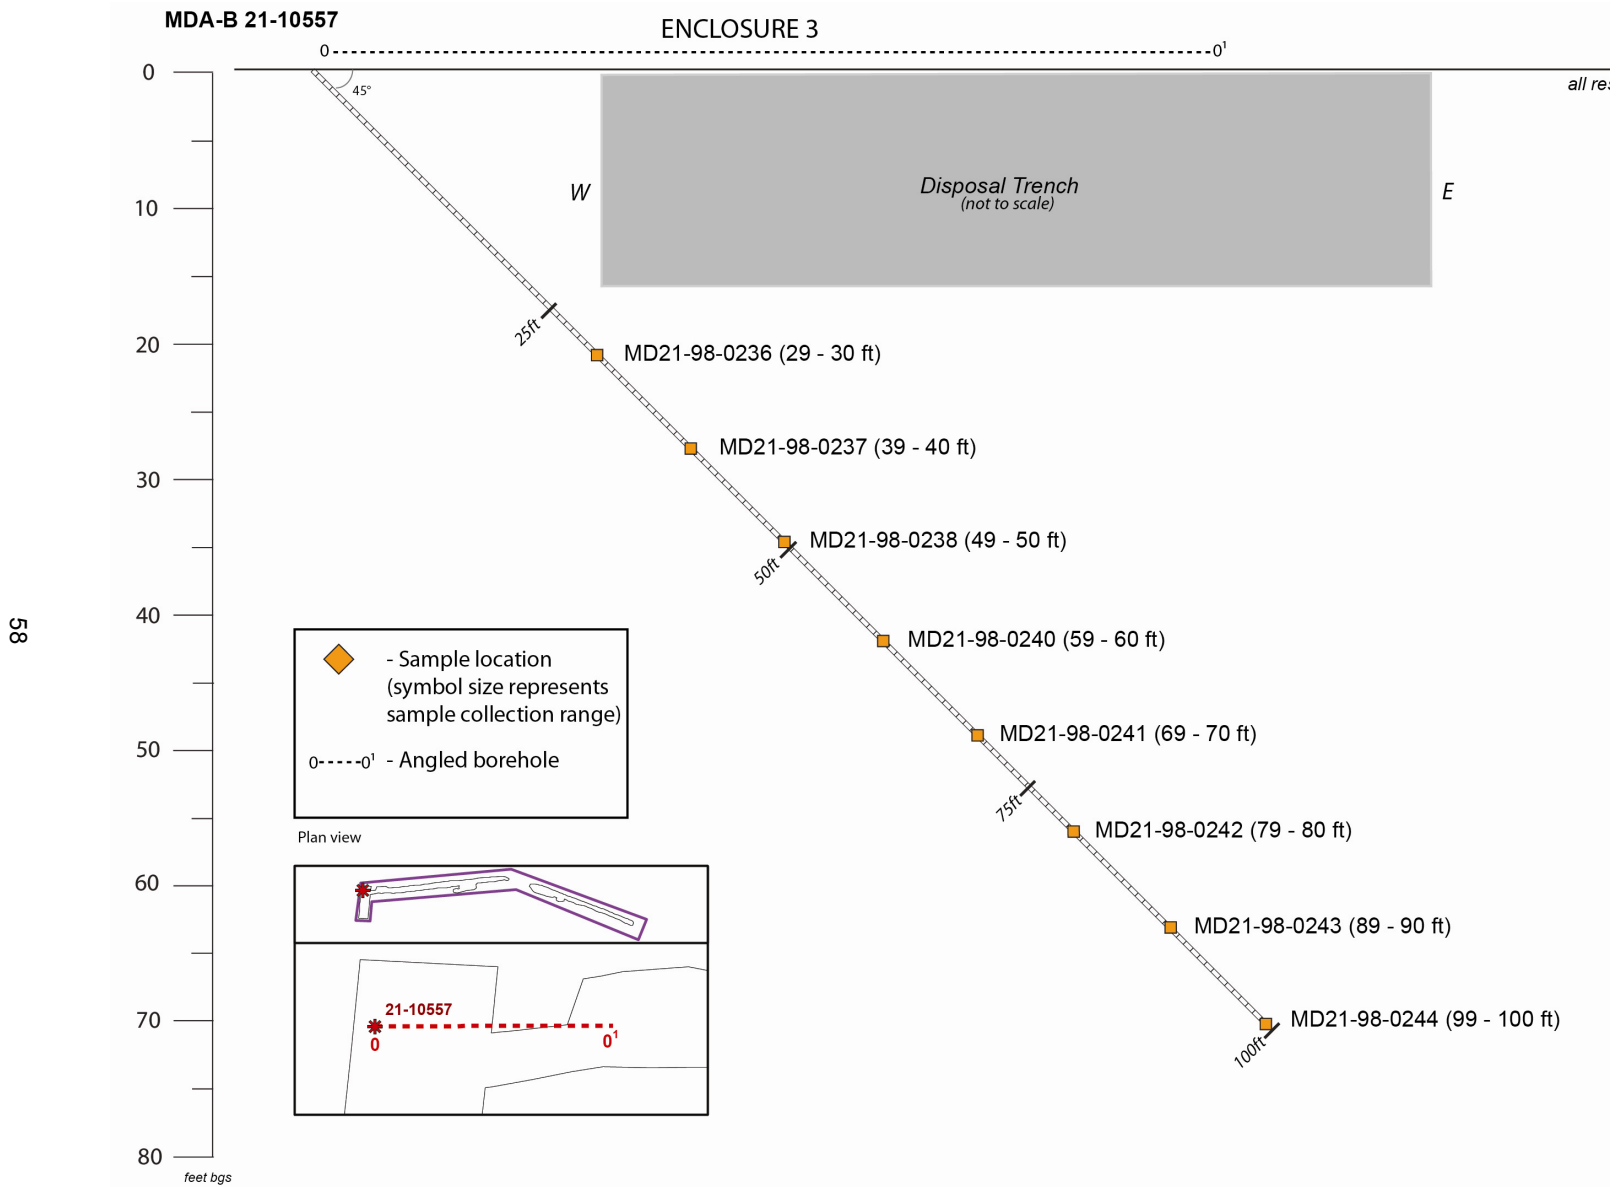 MDA-B 21-10557
ENCLOSURE 3
0 0¹
0
45°
all res
10
W
Disposal Trench
(not to scale)
E
25ft
20
MD21-98-0236 (29 - 30 ft)
MD21-98-0237 (39 - 40 ft)
30
MD21-98-0238 (49 - 50 ft)
50ft
40
MD21-98-0240 (59 - 60 ft)
58
- Sample location
(symbol size represents
sample collection range)
0-----0¹ - Angled borehole
MD21-98-0241 (69 - 70 ft)
50
75ft
MD21-98-0242 (79 - 80 ft)
Plan view
60
MD21-98-0243 (89 - 90 ft)
21-10557
0 0¹
70
MD21-98-0244 (99 - 100 ft)
100ft
80
feet bgs